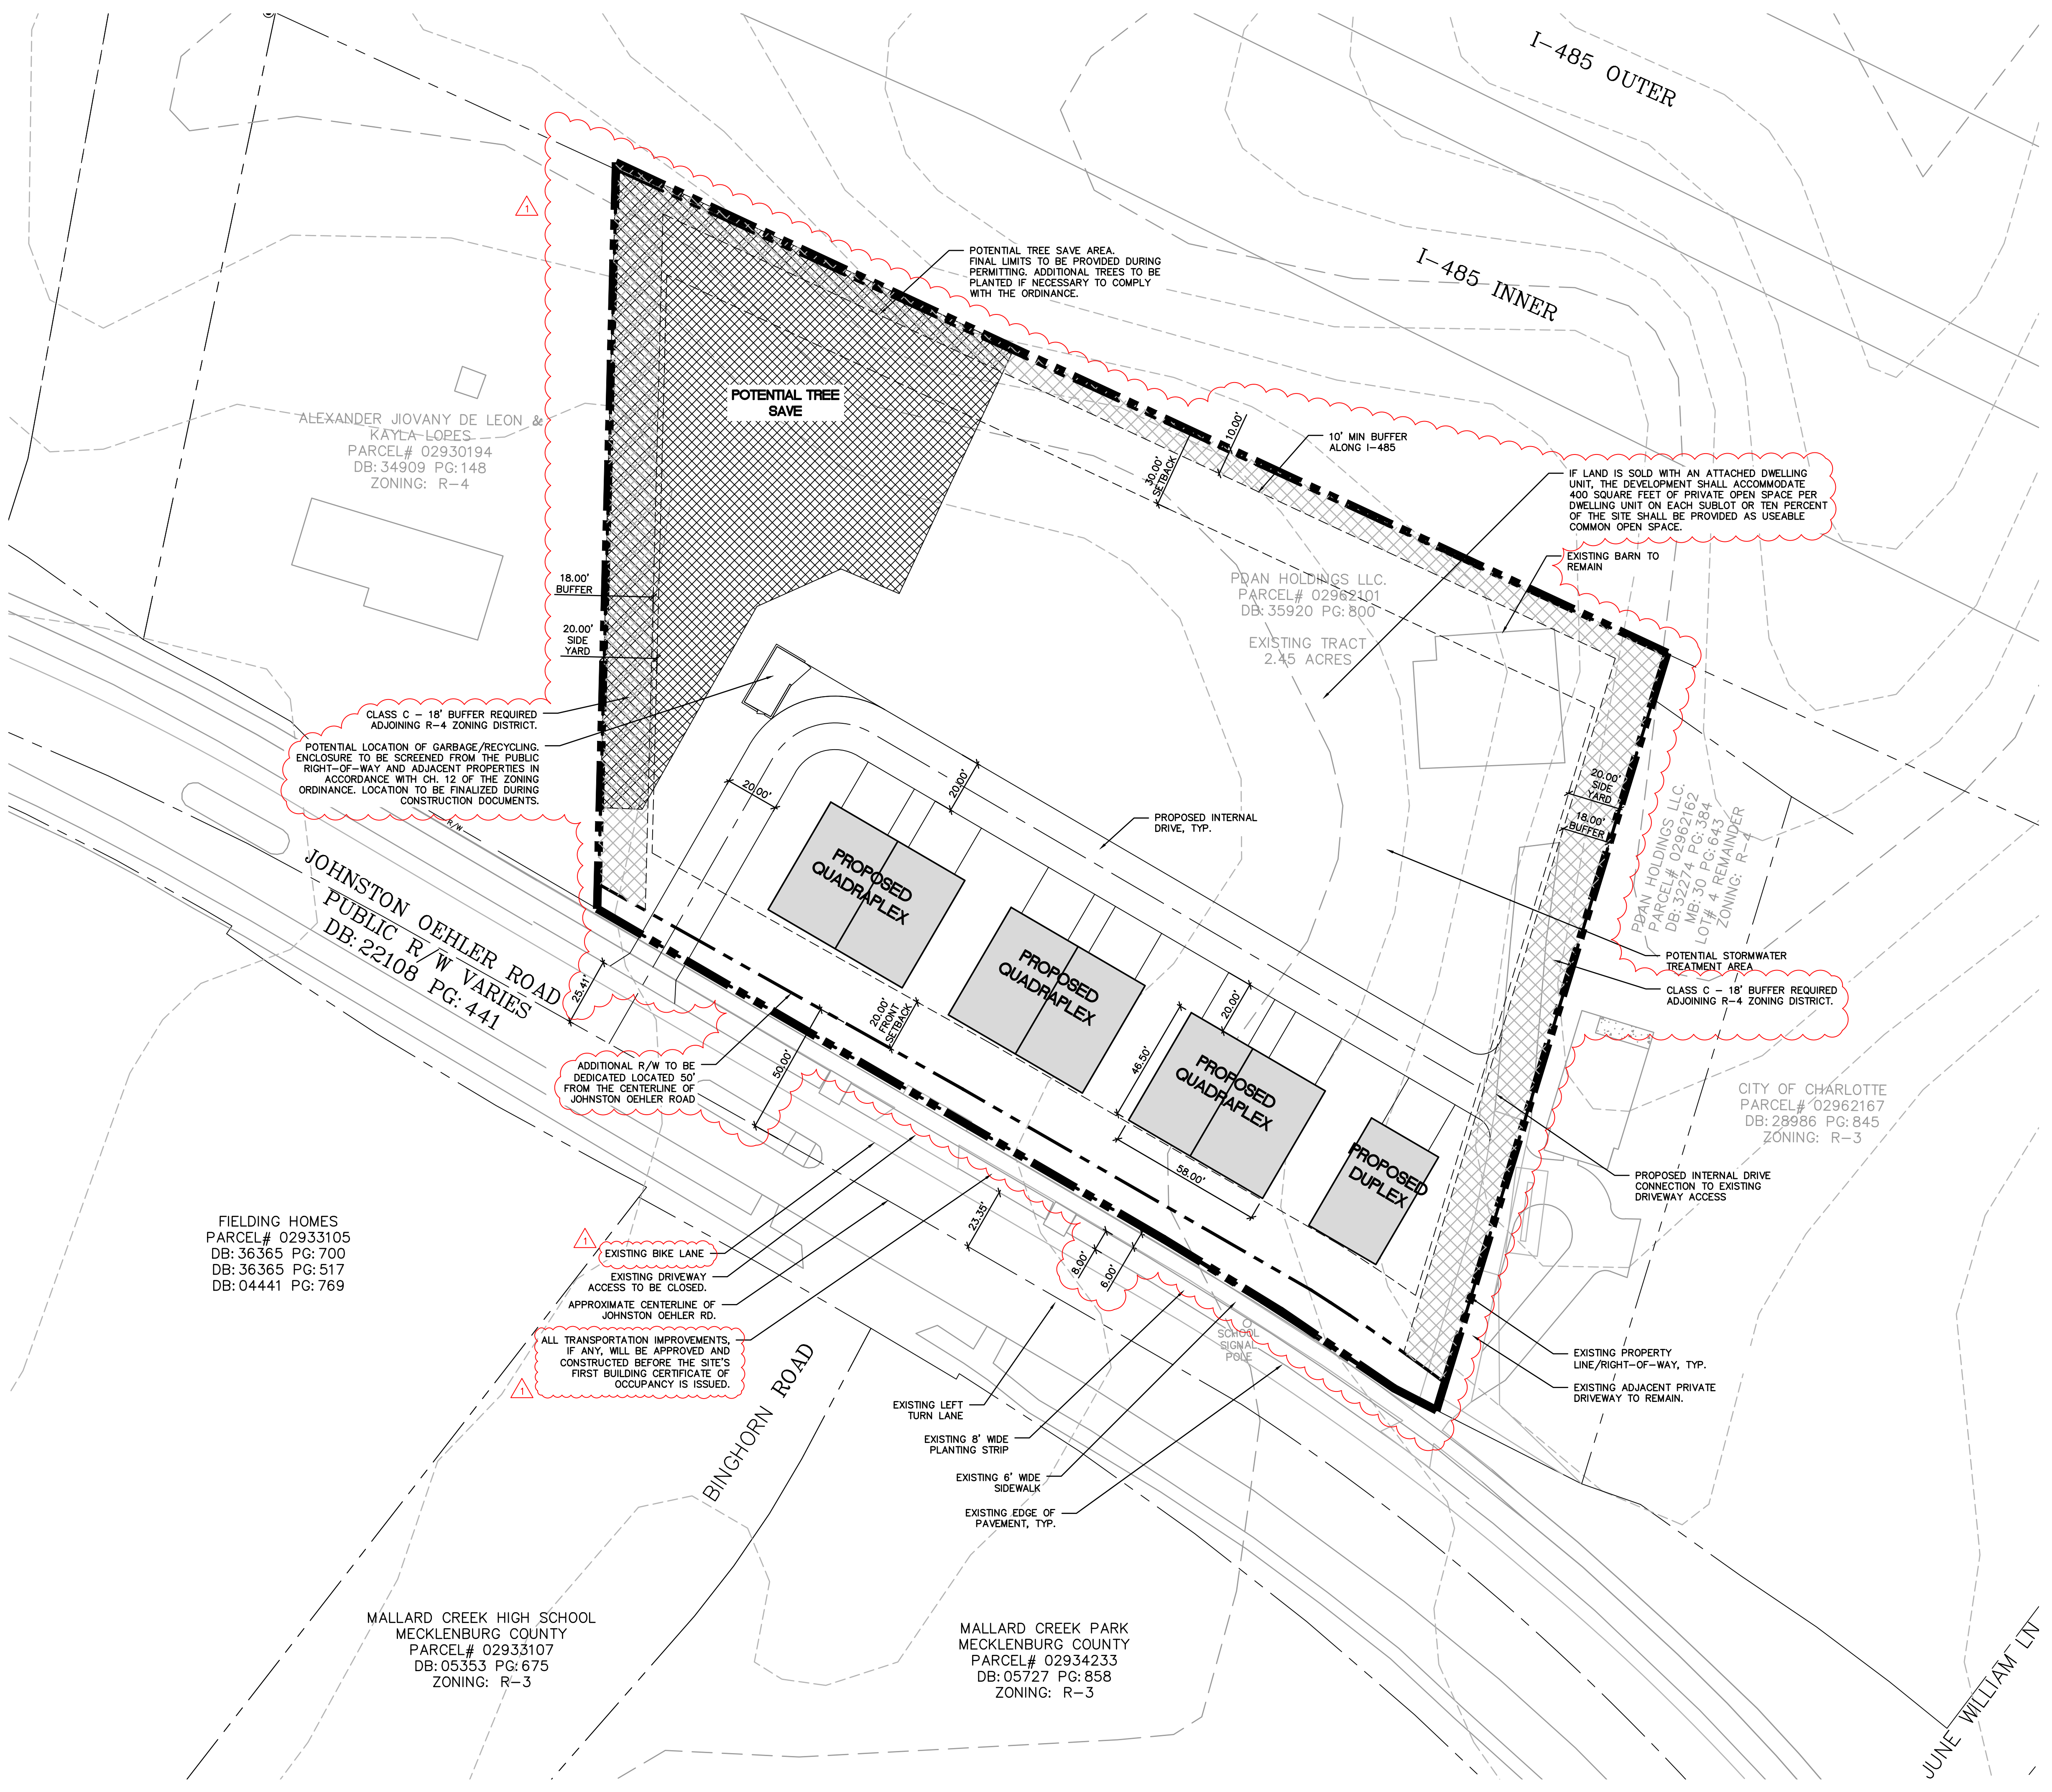 I-485 OUTER
I-485 INNER
1
POTENTIAL TREE SAVE AREA.
FINAL LIMITS TO BE PROVIDED DURING
PERMITTING. ADDITIONAL TREES TO BE
PLANTED IF NECESSARY TO COMPLY
WITH THE ORDINANCE.
POTENTIAL TREE
SAVE
ALEXANDER JIOVANY DE LEON &
KAYLA LOPES
PARCEL# 02930194
DB: 34909 PG: 148
ZONING: R-4
10.00'
30.00'
SETBACK
10' MIN BUFFER
ALONG I-485
IF LAND IS SOLD WITH AN ATTACHED DWELLING
UNIT, THE DEVELOPMENT SHALL ACCOMMODATE
400 SQUARE FEET OF PRIVATE OPEN SPACE PER
DWELLING UNIT ON EACH SUBLOT OR TEN PERCENT
OF THE SITE SHALL BE PROVIDED AS USEABLE
COMMON OPEN SPACE.
EXISTING BARN TO
REMAIN
PDAN HOLDINGS LLC.
PARCEL# 02962101
DB: 35920 PG: 800
EXISTING TRACT
2.45 ACRES
18.00'
BUFFER
20.00'
SIDE
YARD
CLASS C - 18' BUFFER REQUIRED
ADJOINING R-4 ZONING DISTRICT.
POTENTIAL LOCATION OF GARBAGE/RECYCLING.
ENCLOSURE TO BE SCREENED FROM THE PUBLIC
RIGHT-OF-WAY AND ADJACENT PROPERTIES IN
ACCORDANCE WITH CH. 12 OF THE ZONING
ORDINANCE. LOCATION TO BE FINALIZED DURING
CONSTRUCTION DOCUMENTS.
R/W
20.00'
20.00'
PROPOSED INTERNAL
DRIVE, TYP.
20.00'
SIDE
YARD
18.00'
BUFFER
PDAN HOLDINGS LLC.
PARCEL# 02962162
DB: 32274 PG: 384
MB: 30 PG: 643
LOT# 4 REMAINDER
ZONING: R-4
JOHNSTON OEHLER ROAD
PUBLIC R/W VARIES
DB: 22108 PG: 441
PROPOSED
QUADRAPLEX
PROPOSED
QUADRAPLEX
PROPOSED
QUADRAPLEX
PROPOSED
DUPLEX
25.41'
20.00'
FRONT
SETBACK
50.00'
20.00'
46.50'
58.00'
POTENTIAL STORMWATER
TREATMENT AREA
CLASS C - 18' BUFFER REQUIRED
ADJOINING R-4 ZONING DISTRICT.
ADDITIONAL R/W TO BE
DEDICATED LOCATED 50'
FROM THE CENTERLINE OF
JOHNSTON OEHLER ROAD
CITY OF CHARLOTTE
PARCEL# 02962167
DB: 28986 PG: 845
ZONING: R-3
PROPOSED INTERNAL DRIVE
CONNECTION TO EXISTING
DRIVEWAY ACCESS
FIELDING HOMES
PARCEL# 02933105
DB: 36365 PG: 700
DB: 36365 PG: 517
DB: 04441 PG: 769
1
EXISTING BIKE LANE
EXISTING DRIVEWAY
ACCESS TO BE CLOSED.
APPROXIMATE CENTERLINE OF
JOHNSTON OEHLER RD.
ALL TRANSPORTATION IMPROVEMENTS,
IF ANY, WILL BE APPROVED AND
CONSTRUCTED BEFORE THE SITE'S
FIRST BUILDING CERTIFICATE OF
OCCUPANCY IS ISSUED.
1
23.35'
8.00'
6.00'
SCHOOL
SIGNAL
POLE
EXISTING PROPERTY
LINE/RIGHT-OF-WAY, TYP.
EXISTING ADJACENT PRIVATE
DRIVEWAY TO REMAIN.
EXISTING LEFT
TURN LANE
EXISTING 8' WIDE
PLANTING STRIP
EXISTING 6' WIDE
SIDEWALK
EXISTING EDGE OF
PAVEMENT, TYP.
BINGHORN ROAD
MALLARD CREEK HIGH SCHOOL
MECKLENBURG COUNTY
PARCEL# 02933107
DB: 05353 PG: 675
ZONING: R-3
MALLARD CREEK PARK
MECKLENBURG COUNTY
PARCEL# 02934233
DB: 05727 PG: 858
ZONING: R-3
JUNE WILLIAM LN